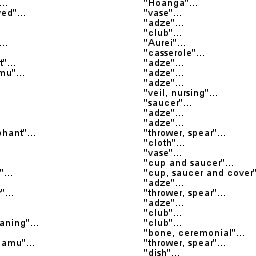 ... "Hoanga"...
red"... "vase"...
"adze"...
"club"...
... "Aurei"...
"casserole"...
t"... "adze"...
mu"... "adze"...
"adze"...
"veil, nursing"...
"saucer"...
"adze"...
"adze"...
phant"... "thrower, spear"...
"cloth"...
"vase"...
"cup and saucer"...
"... "cup, saucer and cover"
"adze"...
"... "thrower, spear"...
"adze"...
"club"...
aning"... "club"...
"bone, ceremonial"...
amu"... "thrower, spear"...
"dish"...